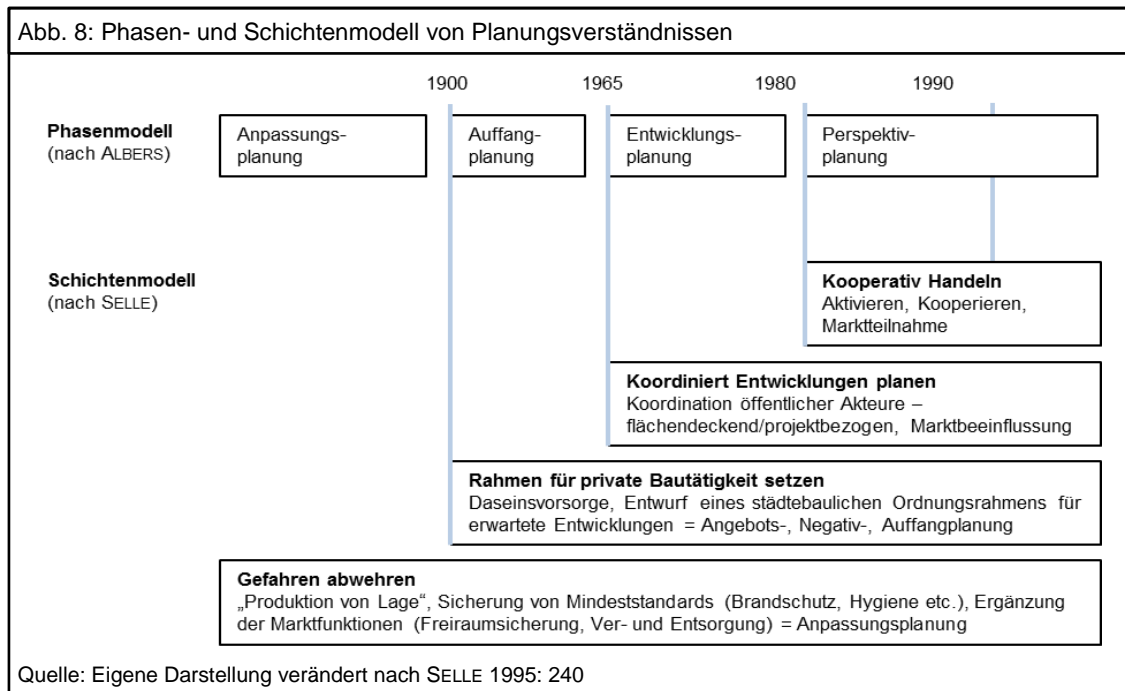 Abb. 8: Phasen- und Schichtenmodell von Planungsverständnissen
1900 1965 1980 1990
Phasenmodell
(nach ALBERS)
Anpassungs-
planung
Auffang-
planung
Entwicklungs-
planung
Perspektiv-
planung
Schichtenmodell
(nach SELLE)
Kooperativ Handeln
Aktivieren, Kooperieren,
Marktteilnahme
Koordiniert Entwicklungen planen
Koordination öffentlicher Akteure –
flächendeckend/projektbezogen, Marktbeeinflussung
Rahmen für private Bautätigkeit setzen
Daseinsvorsorge, Entwurf eines städtebaulichen Ordnungsrahmens für
erwartete Entwicklungen = Angebots-, Negativ-, Auffangplanung
Gefahren abwehren
„Produktion von Lage“, Sicherung von Mindeststandards (Brandschutz, Hygiene etc.), Ergänzung
der Marktfunktionen (Freiraumsicherung, Ver- und Entsorgung) = Anpassungsplanung
Quelle: Eigene Darstellung verändert nach SELLE 1995: 240